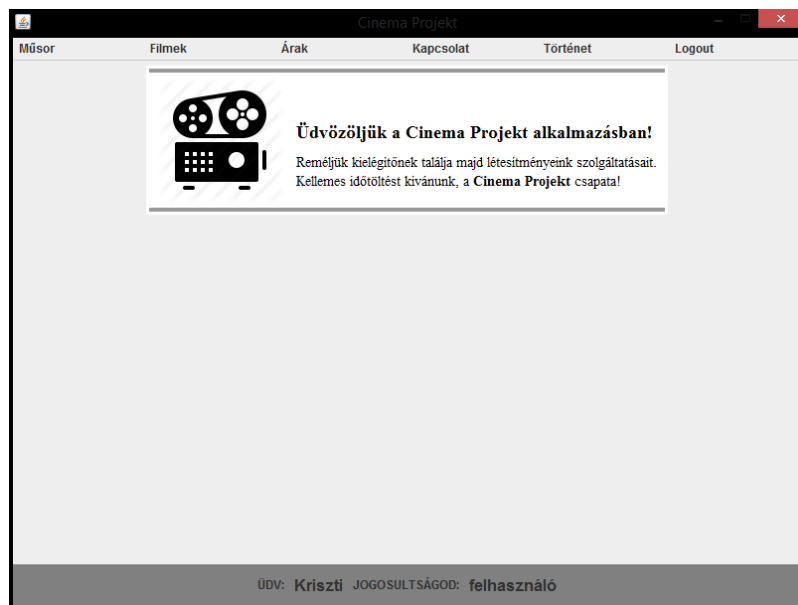 Cinema Projekt
Műsor Filmek Árak Kapcsolat Történet Logout
Üdvözöljük a Cinema Projekt alkalmazásban!
Reméljük kielégítőnek találja majd létesítményeink szolgáltatásait.
Kellemes időtöltést kívánunk, a Cinema Projekt csapata!
ÜDV: Kriszti JOGOSULTSÁGOD: felhasználó